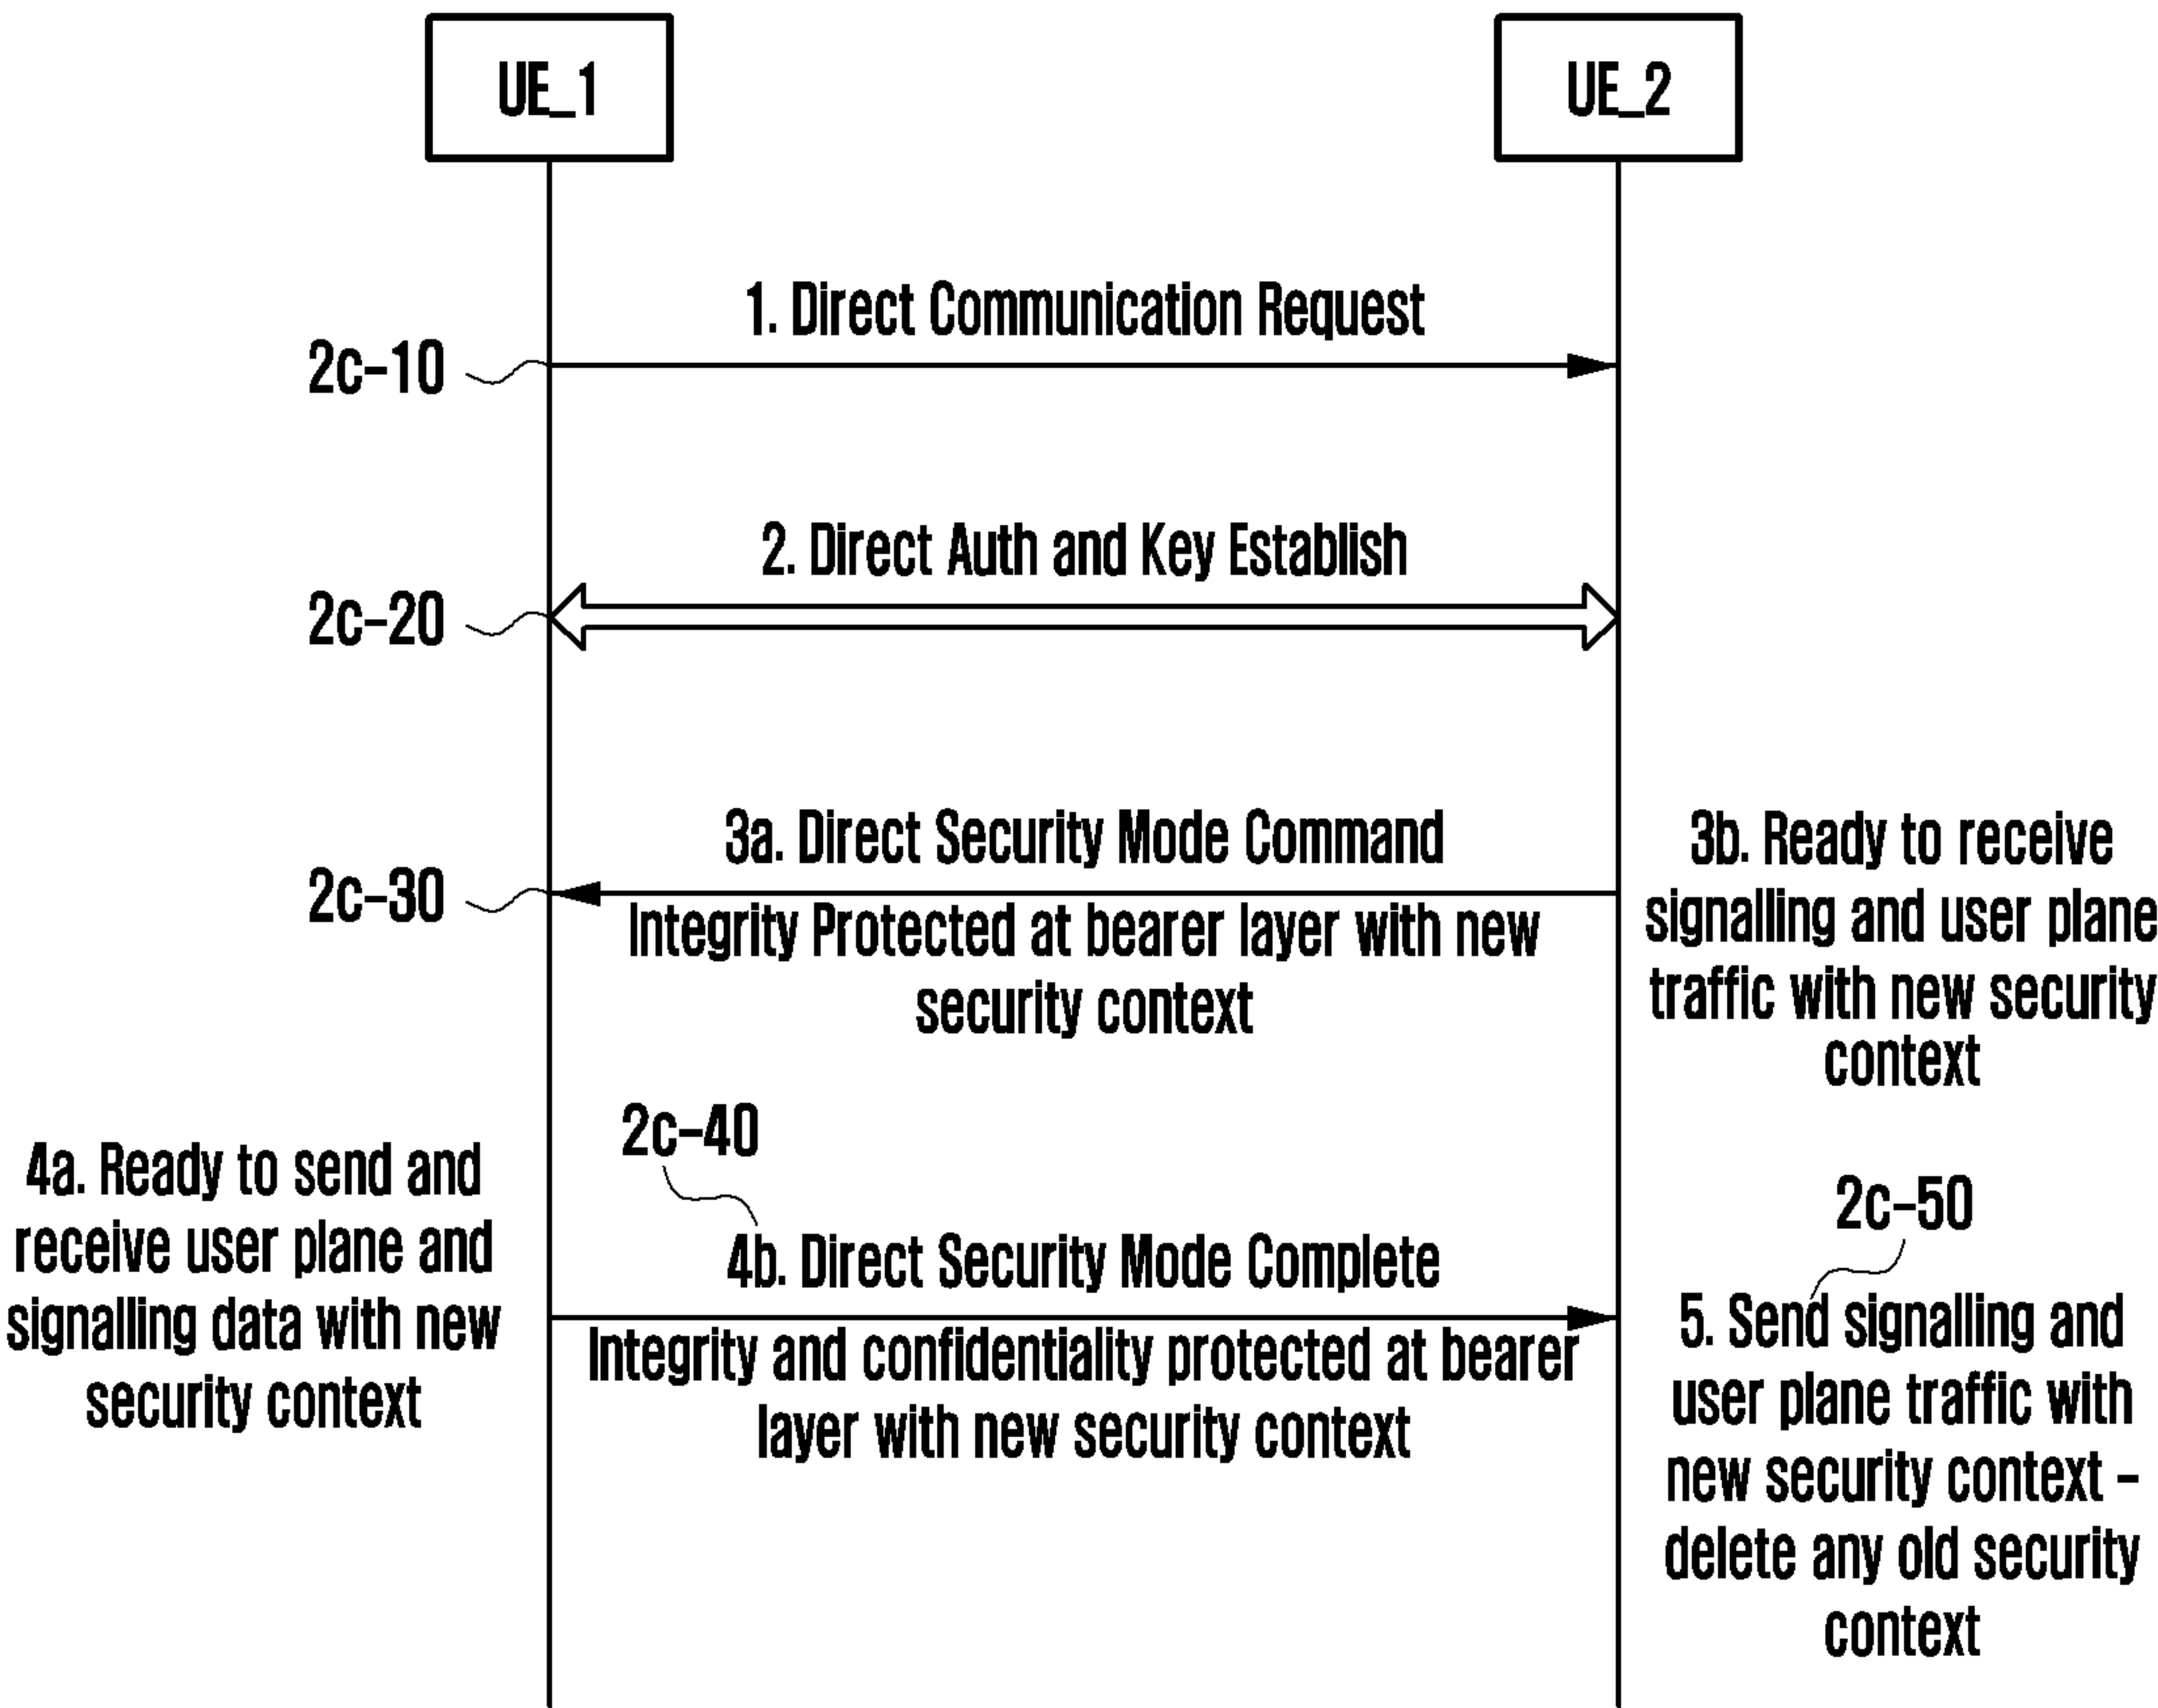 UE_1
UE_2
1. Direct Communication Request
2c-10
2. Direct Auth and Key Establish
2c-20
3a. Direct Security Mode Command
2c-30
Integrity Protected at bearer layer with new
security context
3b. Ready to receive
signalling and user plane
traffic with new security
context
4a. Ready to send and
receive user plane and
signalling data with new
security context
2c-40
4b. Direct Security Mode Complete
Integrity and confidentiality protected at bearer
layer with new security context
2c-50
5. Send signalling and
user plane traffic with
new security context -
delete any old security
context